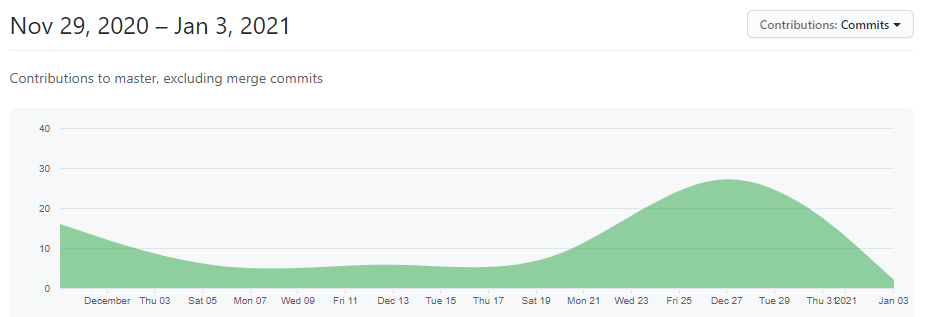 Nov 29, 2020 – Jan 3, 2021
Contributions: Commits
Contributions to master, excluding merge commits
40
30
20
10
0
December Thu 03 Sat 05 Mon 07 Wed 09 Fri 11 Dec 13 Tue 15 Thu 17 Sat 19 Mon 21 Wed 23 Fri 25 Dec 27 Tue 29 Thu 31 2021 Jan 03